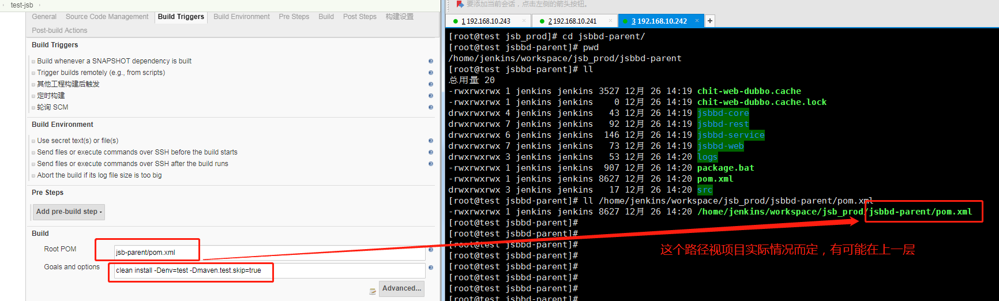 test-jsb
General Source Code Management Build Triggers Build Environment Pre Steps Build Post Steps 构建设置
Post-build Actions
Build Triggers
Build whenever a SNAPSHOT dependency is built
Trigger builds remotely (e.g., from scripts)
其他工程构建后触发
定时构建
轮询 SCM
Build Environment
Use secret text(s) or file(s)
Send files or execute commands over SSH before the build starts
Send files or execute commands over SSH after the build runs
Abort the build if its log file size is too big
Pre Steps
Add pre-build step
Build
Root POM
jsb-parent/pom.xml
Goals and options
clean install -Denv=test -Dmaven.test.skip=true
Advanced...
要添加当前会话，点击左侧的箭头按钮。
1 192.168.10.243 × 2 192.168.10.241 × 3 192.168.10.242 × +
[root@test jsb_prod]# cd jsbbd-parent/
[root@test jsbbd-parent]# pwd
/home/jenkins/workspace/jsb_prod/jsbbd-parent
[root@test jsbbd-parent]# ll
总用量 20
-rwxrwxrwx 1 jenkins jenkins 3527 12月 26 14:19 chit-web-dubbo.cache
-rwxrwxrwx 1 jenkins jenkins    0 12月 26 14:19 chit-web-dubbo.cache.lock
drwxrwxrwx 4 jenkins jenkins   43 12月 26 14:19 jsbbd-core
drwxrwxrwx 7 jenkins jenkins   92 12月 26 14:19 jsbbd-rest
drwxrwxrwx 6 jenkins jenkins  146 12月 26 14:19 jsbbd-service
drwxrwxrwx 7 jenkins jenkins   73 12月 26 14:19 jsbbd-web
drwxrwxrwx 3 jenkins jenkins   53 12月 26 14:20 logs
-rwxrwxrwx 1 jenkins jenkins  907 12月 26 14:20 package.bat
-rwxrwxrwx 1 jenkins jenkins 8627 12月 26 14:20 pom.xml
drwxrwxrwx 3 jenkins jenkins   17 12月 26 14:20 src
[root@test jsbbd-parent]# ll /home/jenkins/workspace/jsb_prod/jsbbd-parent/pom.xml
-rwxrwxrwx 1 jenkins jenkins 8627 12月 26 14:20 /home/jenkins/workspace/jsb_prod/jsbbd-parent/pom.xml
[root@test jsbbd-parent]#
[root@test jsbbd-parent]#
[root@test jsbbd-parent]#
这个路径视项目实际情况而定，有可能在上一层
[root@test jsbbd-parent]#
[root@test jsbbd-parent]#
[root@test jsbbd-parent]#
[root@test jsbbd-parent]#
[root@test jsbbd-parent]#